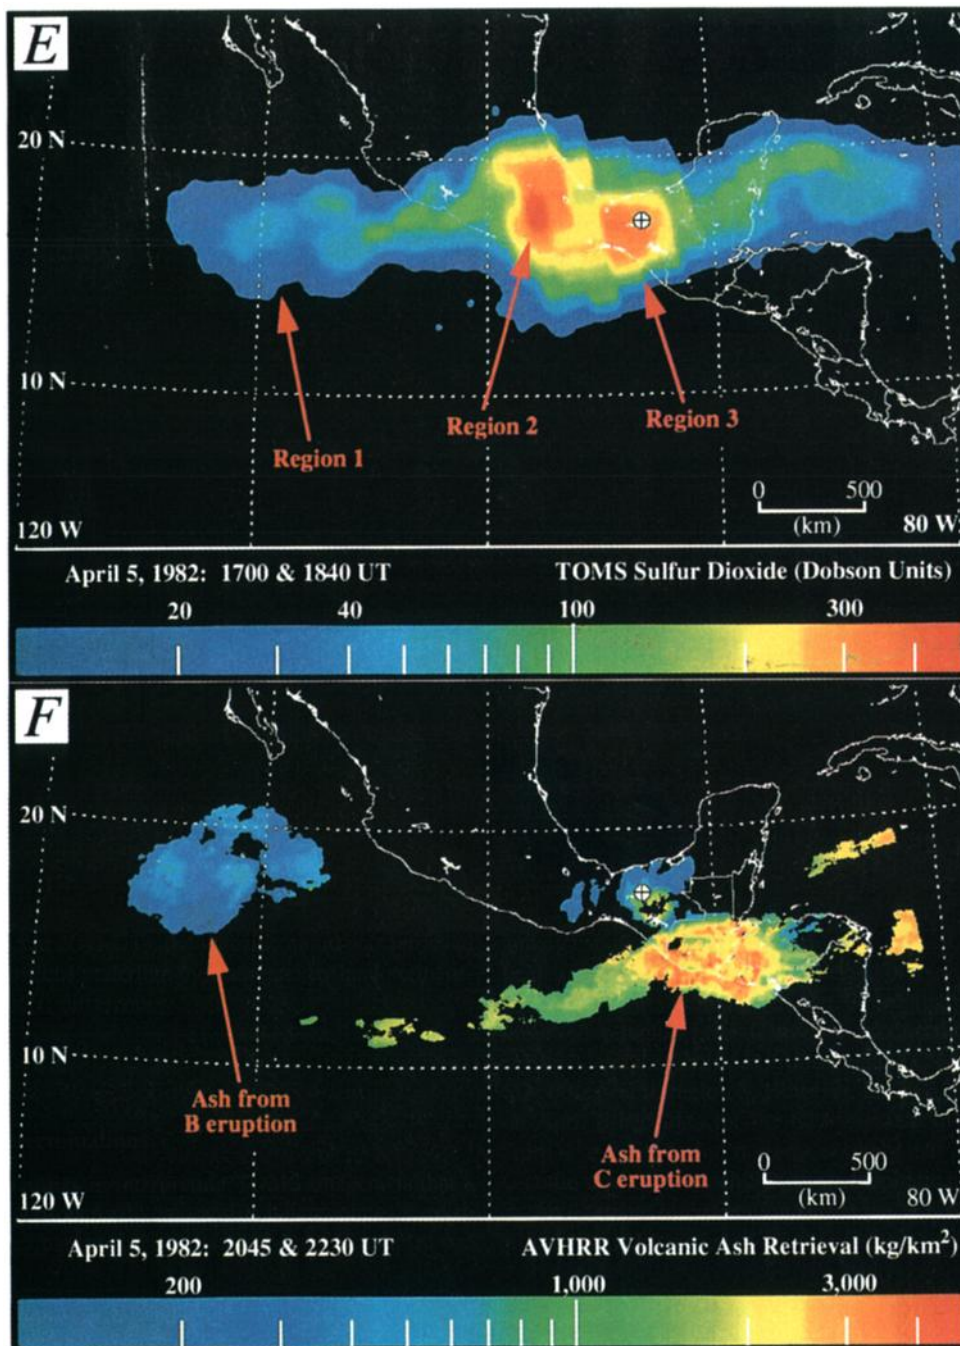 E
20 N
10 N
Region 1
Region 2
Region 3
0 500
(km)
120 W
80 W
April 5, 1982: 1700 & 1840 UT
TOMS Sulfur Dioxide (Dobson Units)
20 40 100 300
F
20 N
10 N
Ash from
B eruption
Ash from
C eruption
0 500
(km)
120 W
80 W
April 5, 1982: 2045 & 2230 UT
AVHRR Volcanic Ash Retrieval (kg/km²)
200 1,000 3,000